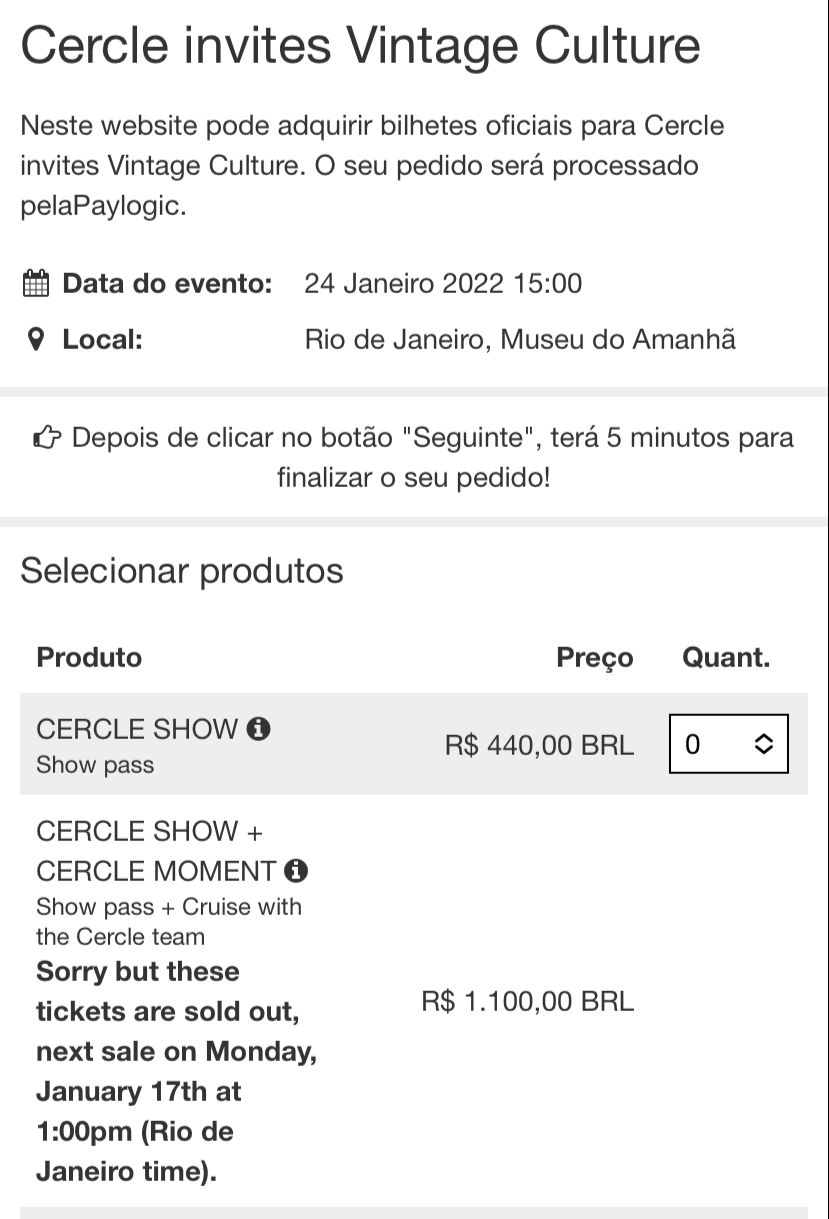 Cercle invites Vintage Culture
Neste website pode adquirir bilhetes oficiais para Cercle
invites Vintage Culture. O seu pedido será processado
pelaPaylogic.
Data do evento: 24 Janeiro 2022 15:00
Local: Rio de Janeiro, Museu do Amanhã
Depois de clicar no botão "Seguinte", terá 5 minutos para
finalizar o seu pedido!
Selecionar produtos
Produto Preço Quant.
CERCLE SHOW
Show pass
R$ 440,00 BRL 0
CERCLE SHOW +
CERCLE MOMENT
Show pass + Cruise with
the Cercle team
Sorry but these
tickets are sold out,
next sale on Monday,
January 17th at
1:00pm (Rio de
Janeiro time).
R$ 1.100,00 BRL